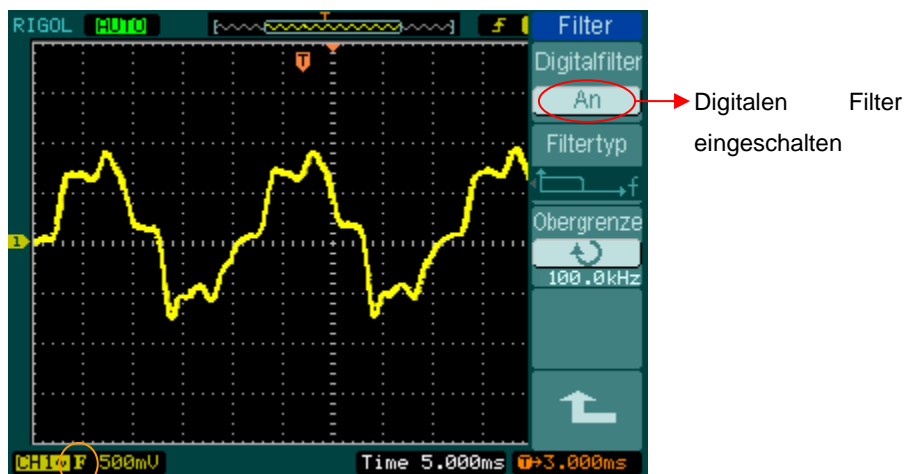 RIGOL AUTO T f Filter
T
Digitalfilter
An
Digitalen Filter
eingeschalten
Filtertyp
f
Obergrenze
100.0kHz
1
CH1 F 500mV Time 5.000ms T→3.000ms